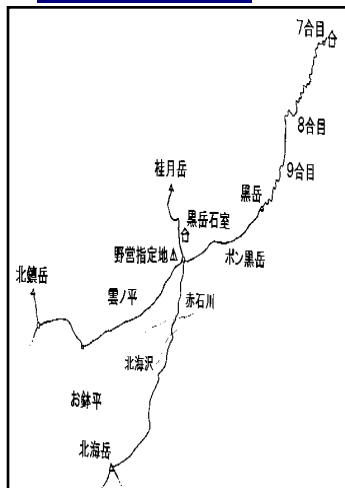 7合目
8合目
9合目
桂月岳
黒岳
黒岳石室
野営指定地
ポン黒岳
北鎮岳
雲ノ平
赤石川
北海沢
お鉢平
北海岳